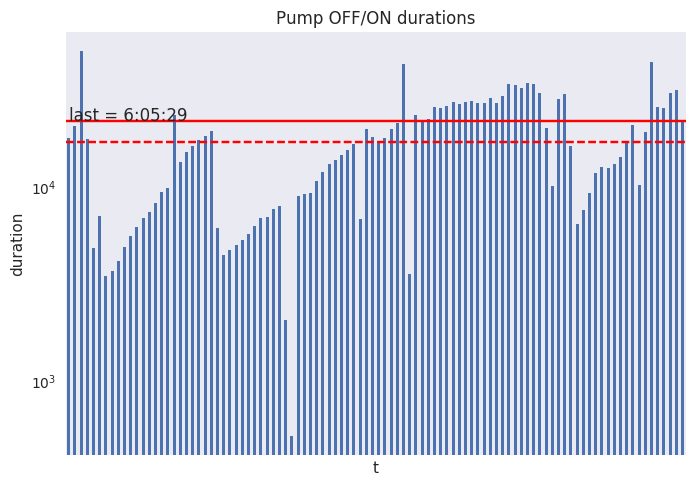 Pump OFF/ON durations
last = 6:05:29
10⁴
duration
10³
t